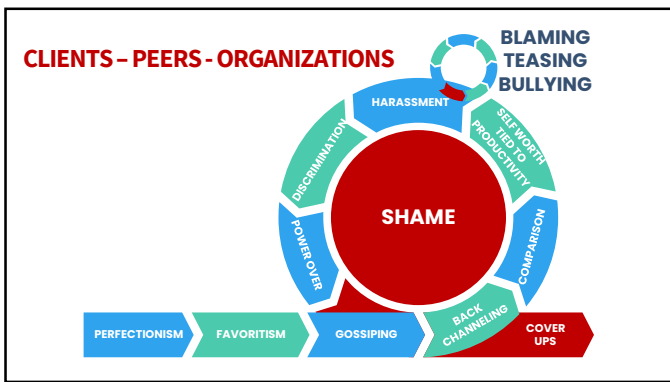 CLIENTS – PEERS - ORGANIZATIONS
BLAMING
TEASING
BULLYING
HARASSMENT
DISCRIMINATION
SELF WORTH
TIED TO
PRODUCTIVITY
SHAME
POWER OVER
COMPARISON
PERFECTIONISM
FAVORITISM
GOSSIPING
BACK
CHANNELING
COVER
UPS